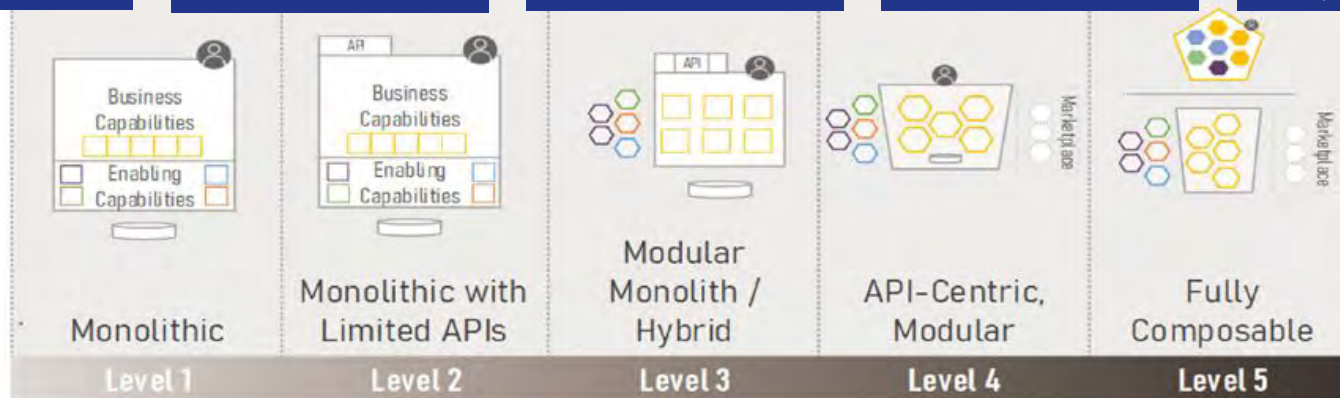 Business
Capabilities
Enabling
Capabilities
Monolithic
Level 1
API
Business
Capabilities
Enabling
Capabilities
Monolithic with
Limited APIs
Level 2
API
Modular
Monolith /
Hybrid
Level 3
Marketplace
API-Centric,
Modular
Level 4
Marketplace
Fully
Composable
Level 5